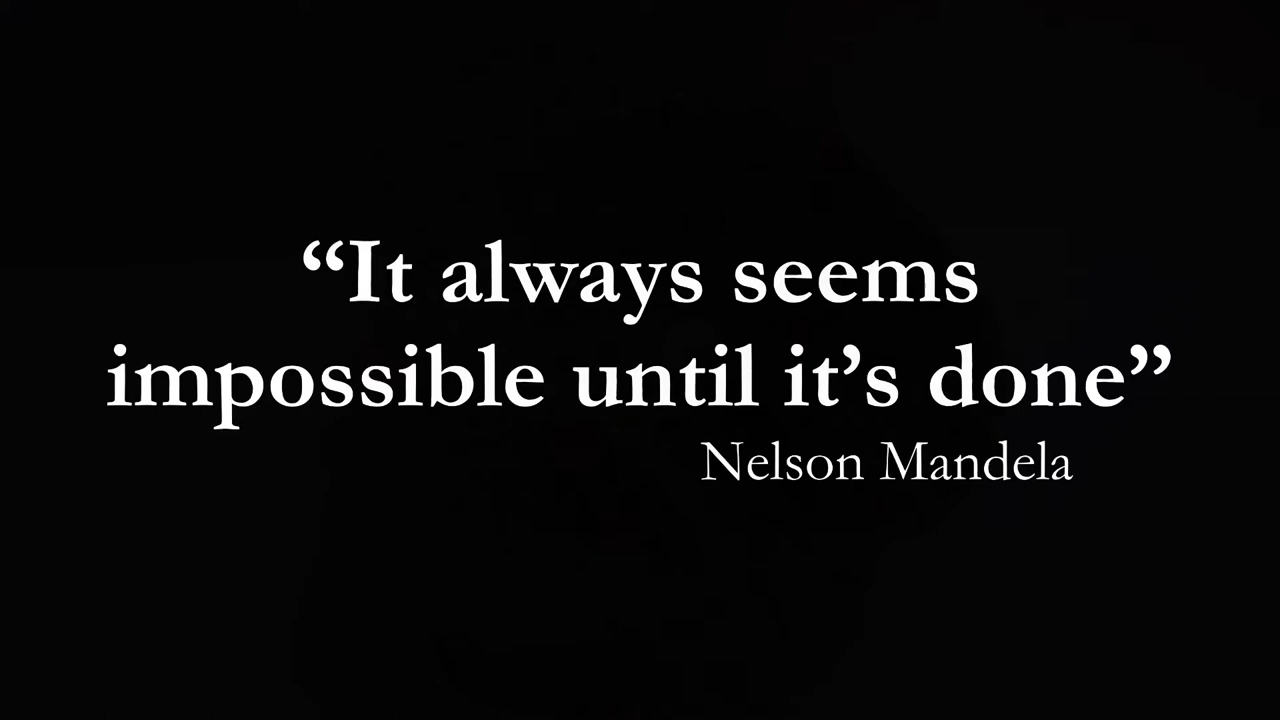 “It always seems
impossible until it’s done”
Nelson Mandela